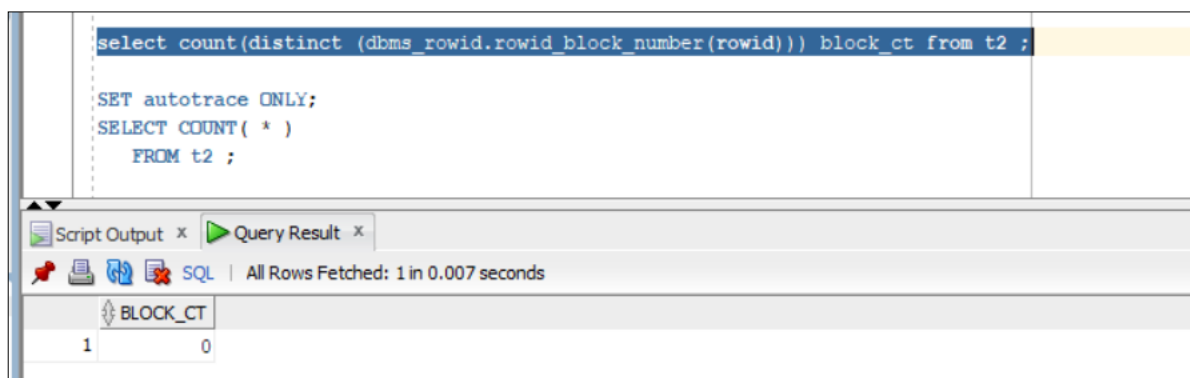 select count(distinct (dbms_rowid.rowid_block_number(rowid))) block_ct from t2 ;
SET autotrace ONLY;
SELECT COUNT( * )
FROM t2 ;
Script Output x Query Result x
SQL | All Rows Fetched: 1 in 0.007 seconds
BLOCK_CT
1 0